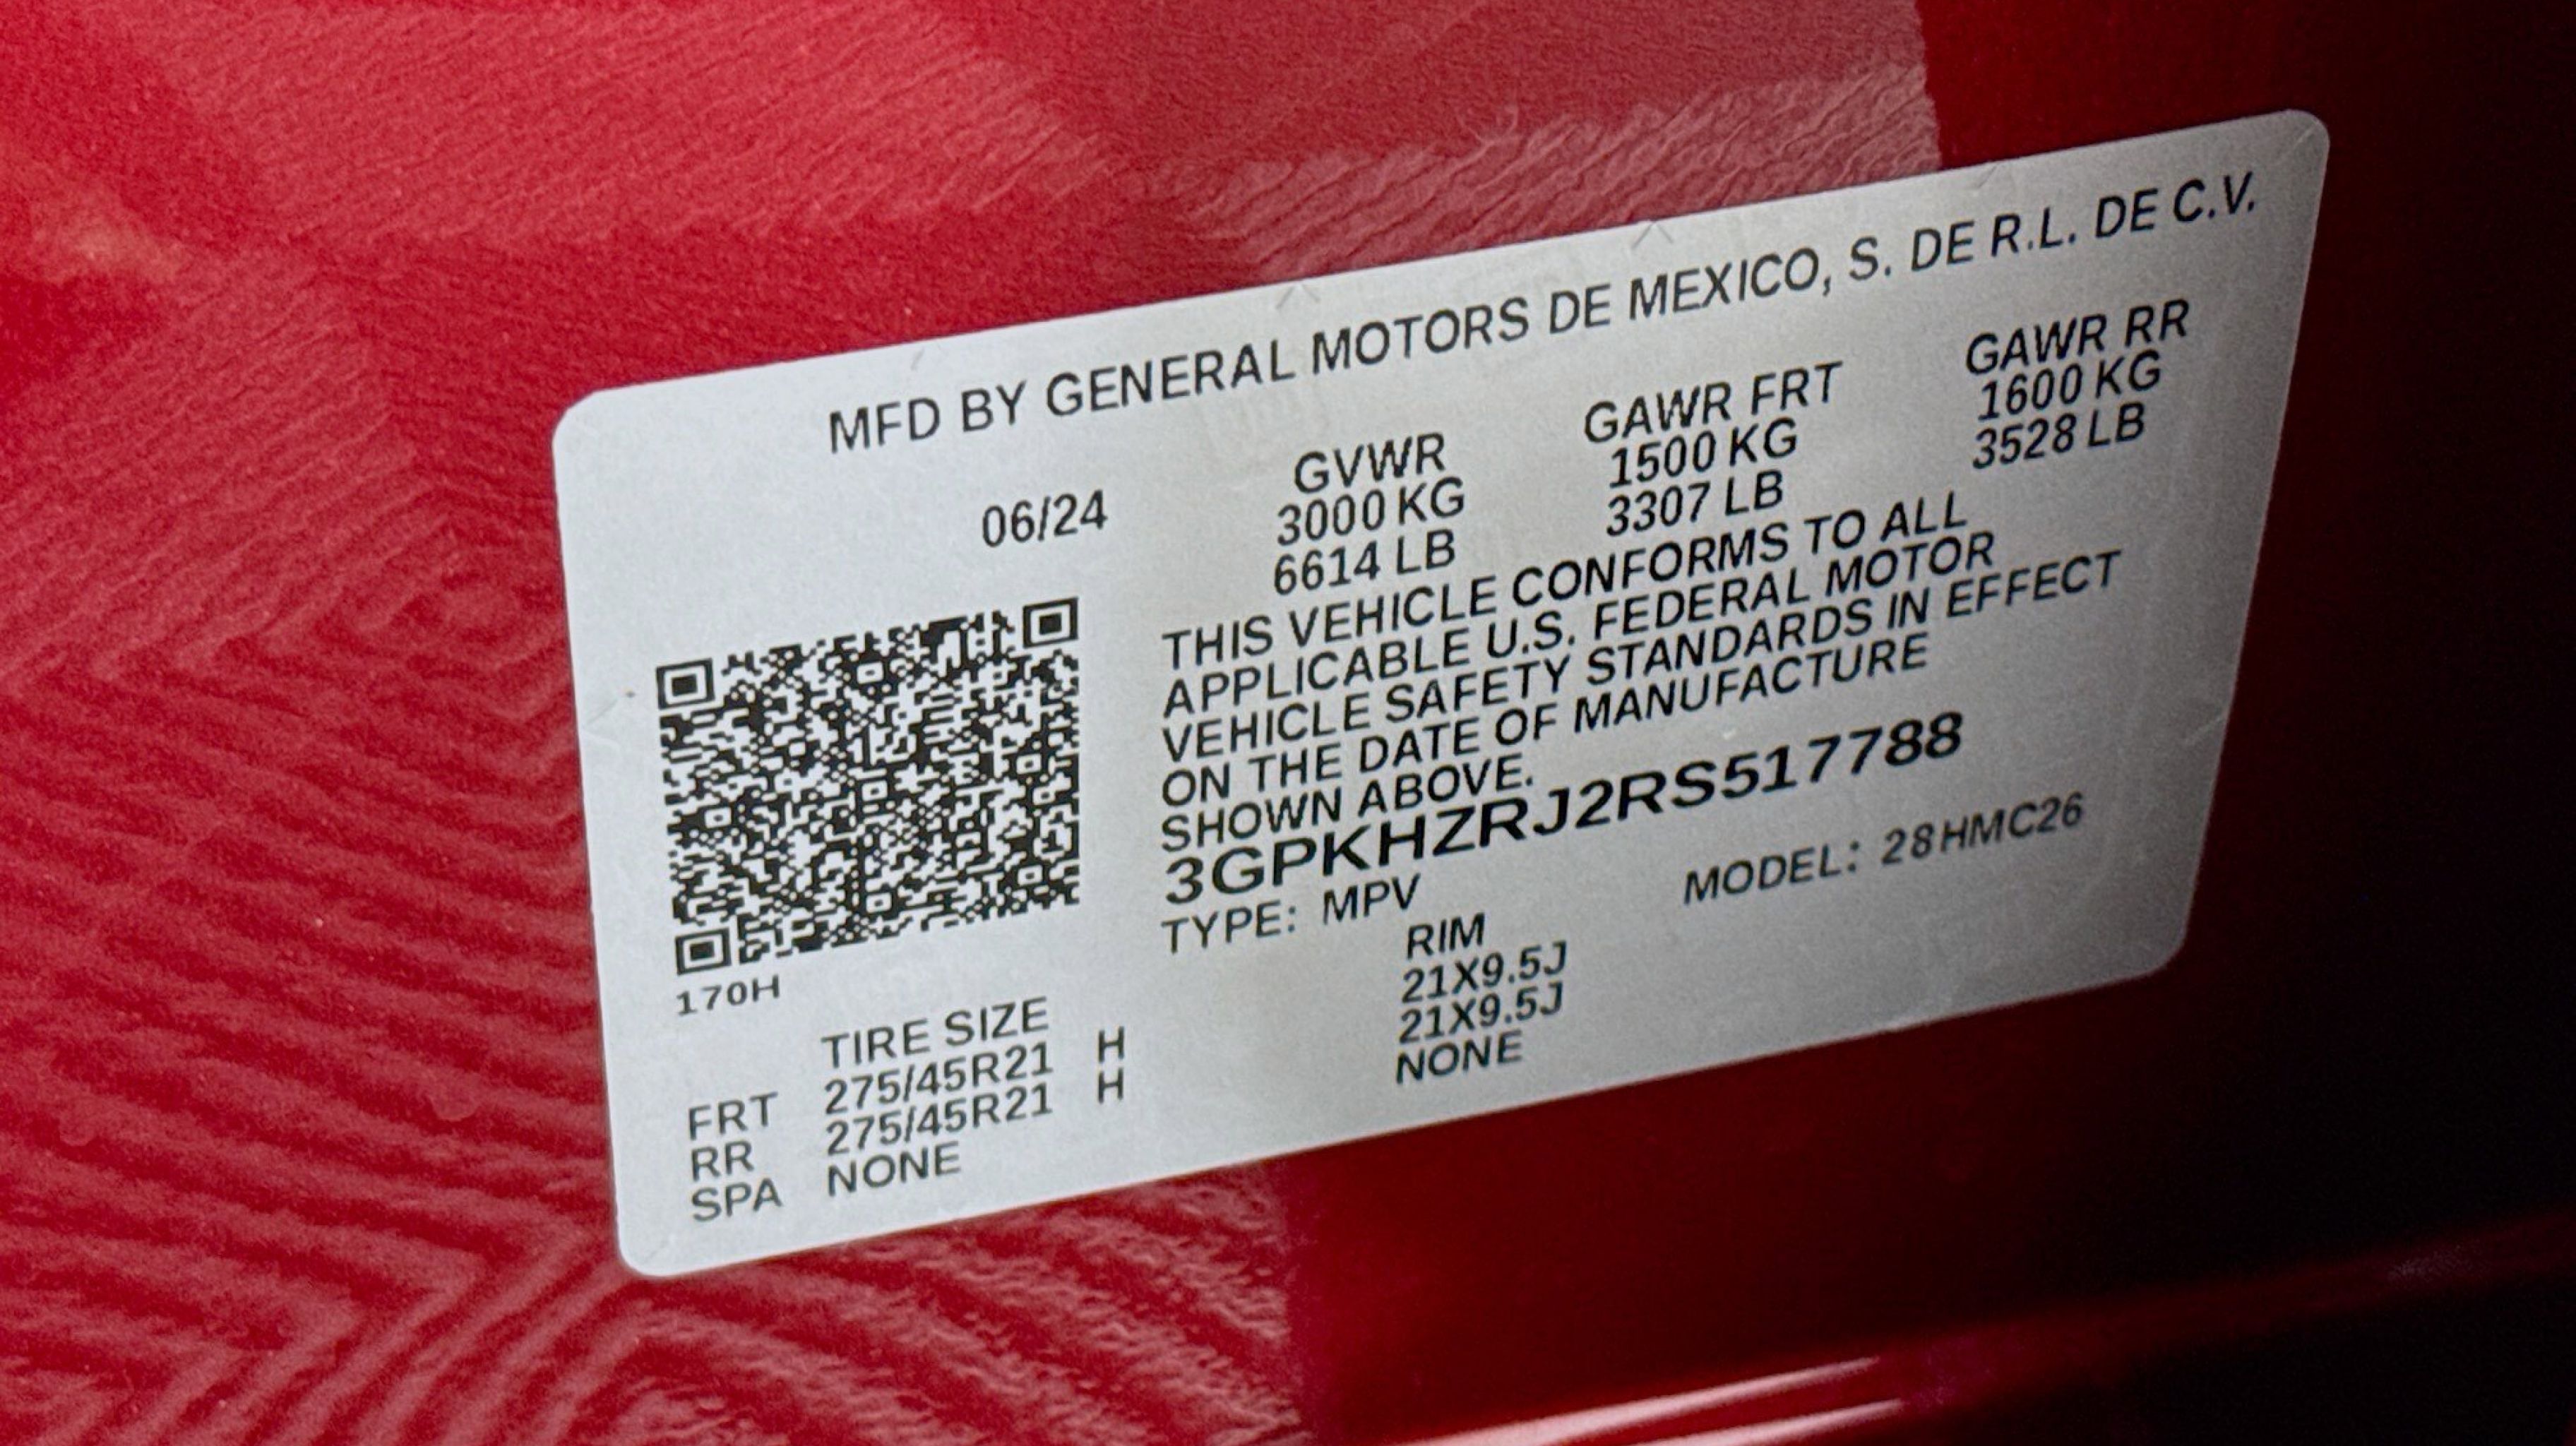 MFD BY GENERAL MOTORS DE MEXICO, S. DE R.L. DE C.V.
06/24 GVWR GAWR FRT GAWR RR
3000 KG 1500 KG 1600 KG
6614 LB 3307 LB 3528 LB
THIS VEHICLE CONFORMS TO ALL
APPLICABLE U.S. FEDERAL MOTOR
VEHICLE SAFETY STANDARDS IN EFFECT
ON THE DATE OF MANUFACTURE
SHOWN ABOVE.
3GPKHZRJ2RS517788
TYPE: MPV MODEL: 28HMC26
170H
TIRE SIZE RIM
FRT 275/45R21 H 21X9.5J
RR 275/45R21 H 21X9.5J
SPA NONE NONE